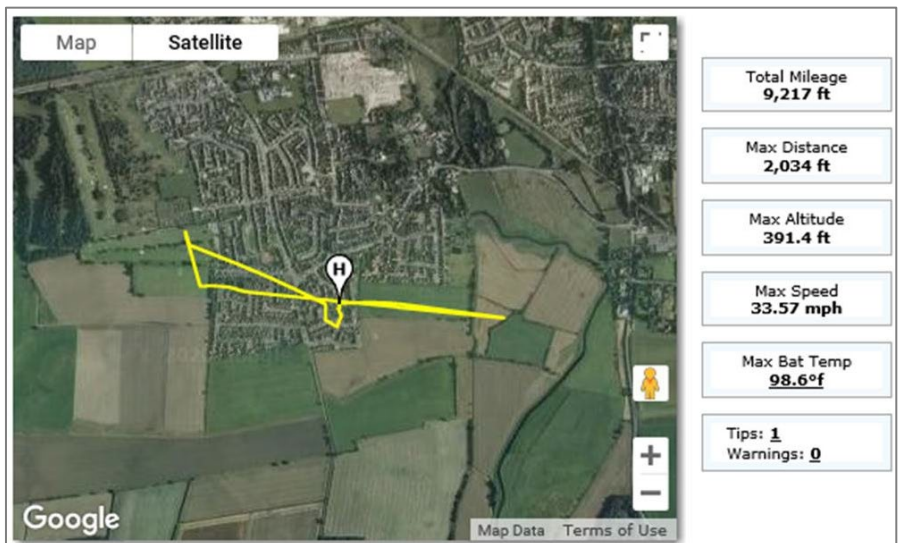 Map
Satellite
H
Google
Map Data
Terms of Use
Total Mileage
9,217 ft
Max Distance
2,034 ft
Max Altitude
391.4 ft
Max Speed
33.57 mph
Max Bat Temp
98.6°f
Tips: 1
Warnings: 0